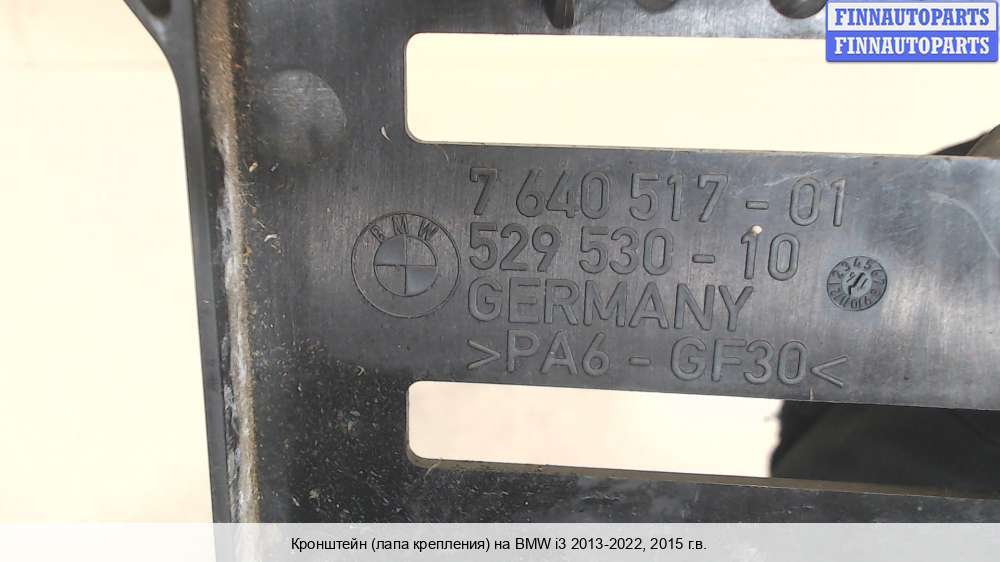 FINNAUTOPARTS
FINNAUTOPARTS
7 640 517 - 01
BMW
529 530 - 10
GERMANY
>PA6 - GF30<
Кронштейн (лапа крепления) на BMW i3 2013-2022, 2015 г.в.